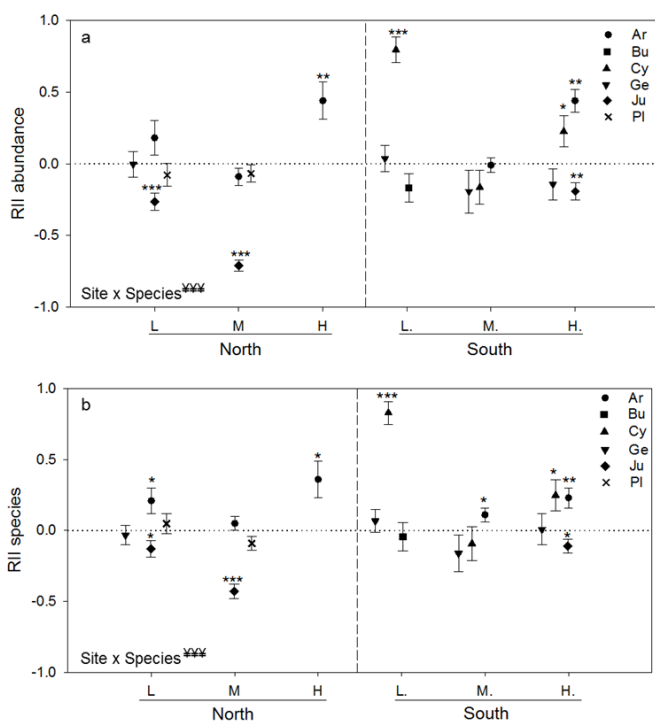 a
RII abundance
1.0
0.5
0.0
-0.5
-1.0
*** ** *** * ** *** ** ***
Ar
Bu
Cy
Ge
Ju
Pl
Site x Species ¥¥¥
L M H L. M. H.
North South
b
RII species
1.0
0.5
0.0
-0.5
-1.0
*** * * * * ** * * ***
Ar
Bu
Cy
Ge
Ju
Pl
Site x Species ¥¥¥
L M H L. M. H.
North South